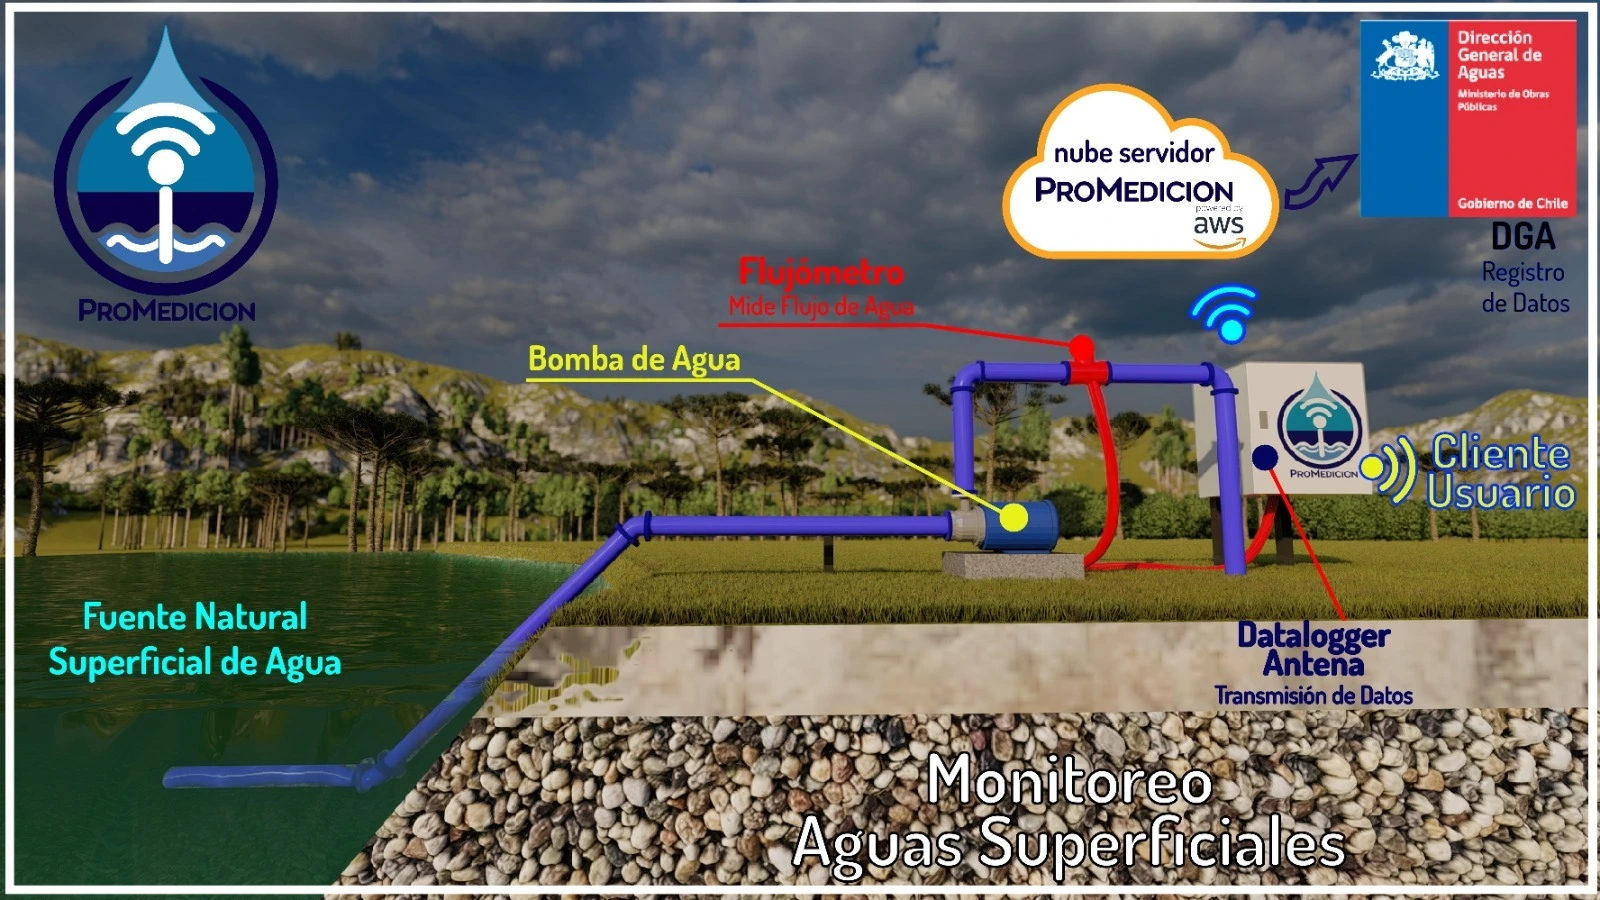 PROMEDICION
nube servidor
PROMEDICION
powered by
aws
Dirección
General de
Aguas
Ministerio de Obras
Públicas
Gobierno de Chile
DGA
Registro
de Datos
Flujómetro
Mide Flujo de Agua
Bomba de Agua
PROMEDICION
Cliente
Usuario
Fuente Natural
Superficial de Agua
Datalogger
Antena
Transmisión de Datos
Monitoreo
Aguas Superficiales